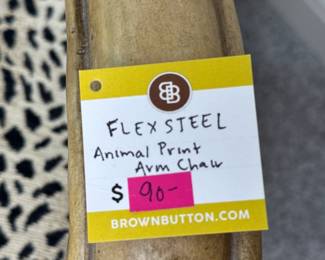 BB
FLEXSTEEL
Animal Print
Arm Chair
$ 90-
BROWNBUTTON.COM